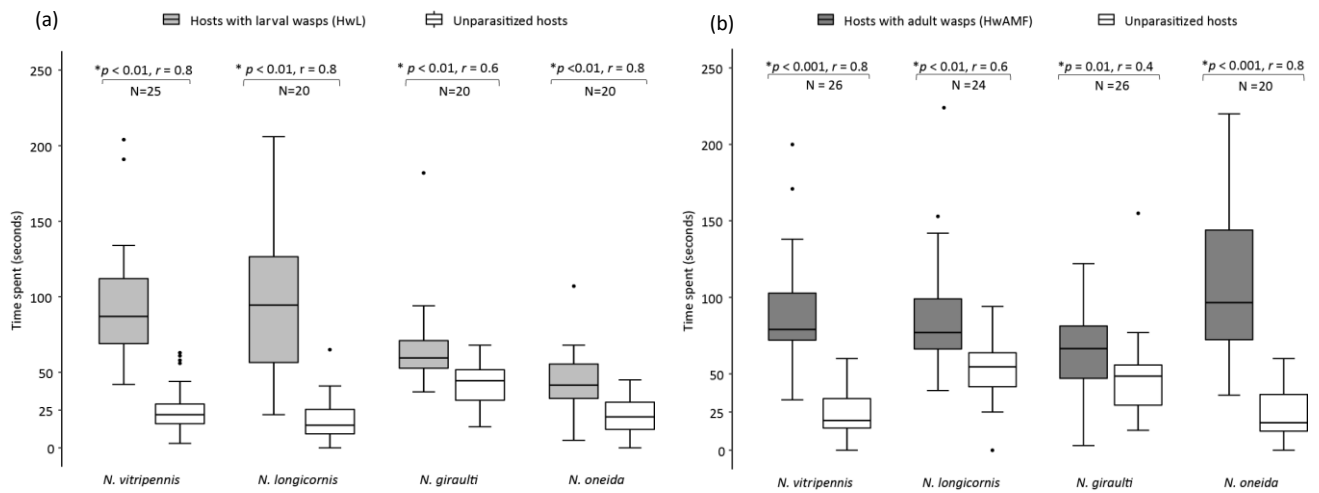 (a)
Hosts with larval wasps (HwL) Unparasitized hosts
*p < 0.01, r = 0.8 * p < 0.01, r = 0.8 * p < 0.01, r = 0.6 *p <0.01, r = 0.8
N=25 N=20 N=20 N=20
Time spent (seconds)
250
200
150
100
50
25
0
N. vitripennis N. longicornis N. giraulti N. oneida
(b)
Hosts with adult wasps (HwAMF) Unparasitized hosts
*p < 0.001, r = 0.8 *p < 0.01, r = 0.6 *p = 0.01, r = 0.4 *p < 0.001, r = 0.8
N = 26 N = 24 N = 26 N = 20
Time spent (seconds)
250
200
150
100
50
25
0
N. vitripennis N. longicornis N. giraulti N. oneida